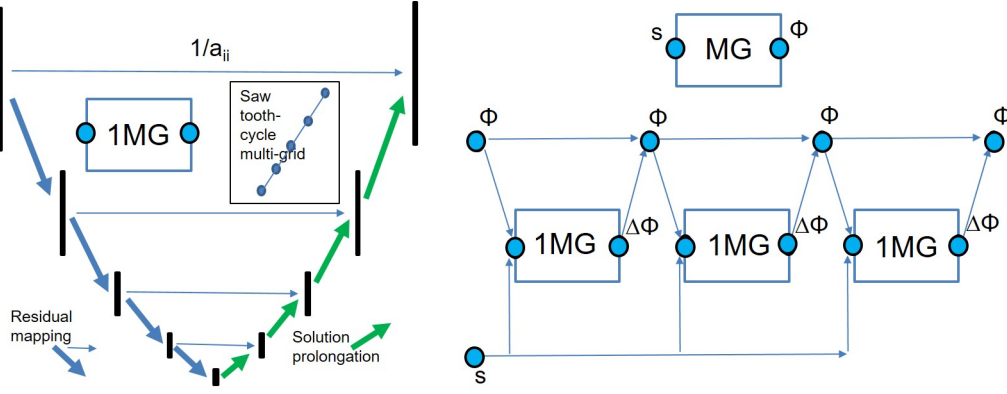 1/aᵢᵢ
1MG
Saw
tooth-
cycle
multi-grid
Residual
mapping
Solution
prolongation
s
MG
Φ
Φ
Φ
Φ
Φ
1MG
ΔΦ
1MG
ΔΦ
1MG
ΔΦ
s